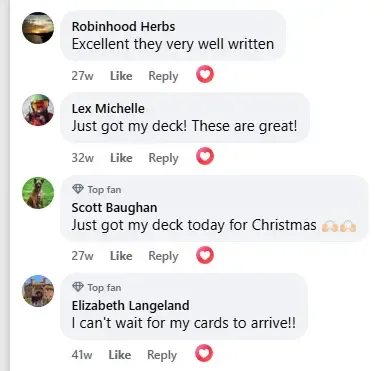 Robinhood Herbs
Excellent they very well written
27w Like Reply
Lex Michelle
Just got my deck! These are great!
32w Like Reply
Top fan
Scott Baughan
Just got my deck today for Christmas
27w Like Reply
Top fan
Elizabeth Langeland
I can't wait for my cards to arrive!!
41w Like Reply